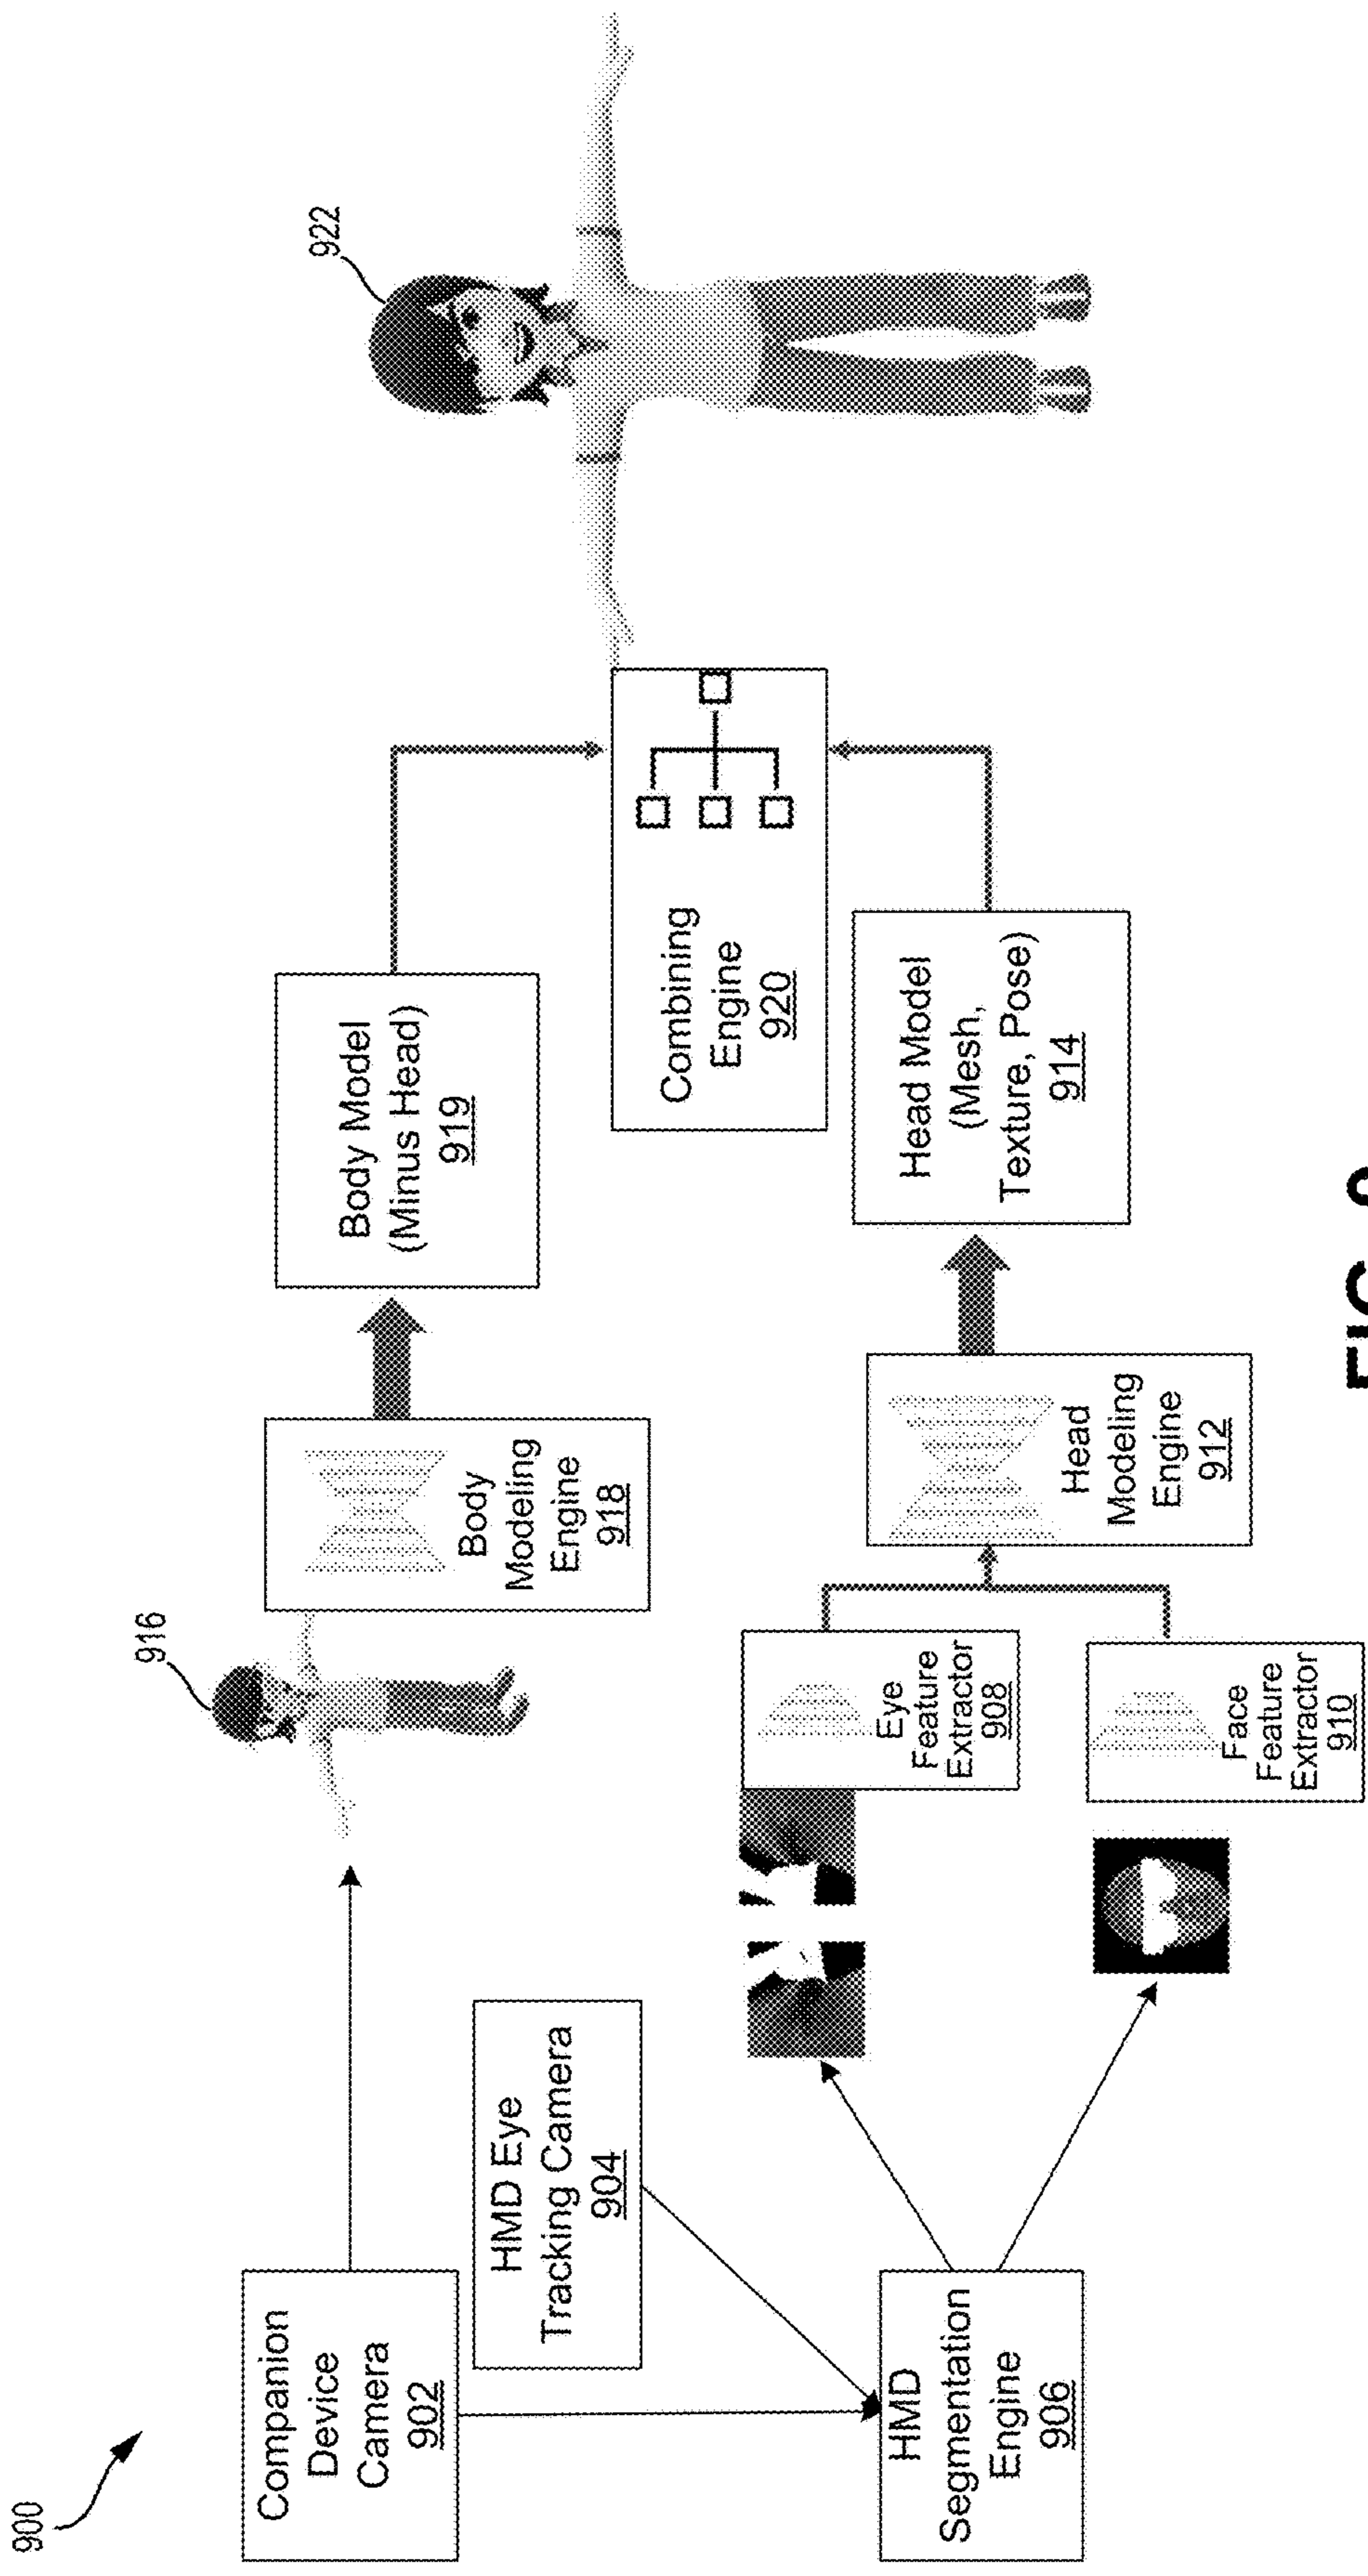 900
Companion
Device
Camera
902
HMD Eye
Tracking Camera
904
HMD
Segmentation
Engine
906
916
Eye
Feature
Extractor
908
Face
Feature
Extractor
910
Body
Modeling
Engine
918
Head
Modeling
Engine
912
Body Model
(Minus Head)
919
Head Model
(Mesh,
Texture, Pose)
914
Combining
Engine
920
922